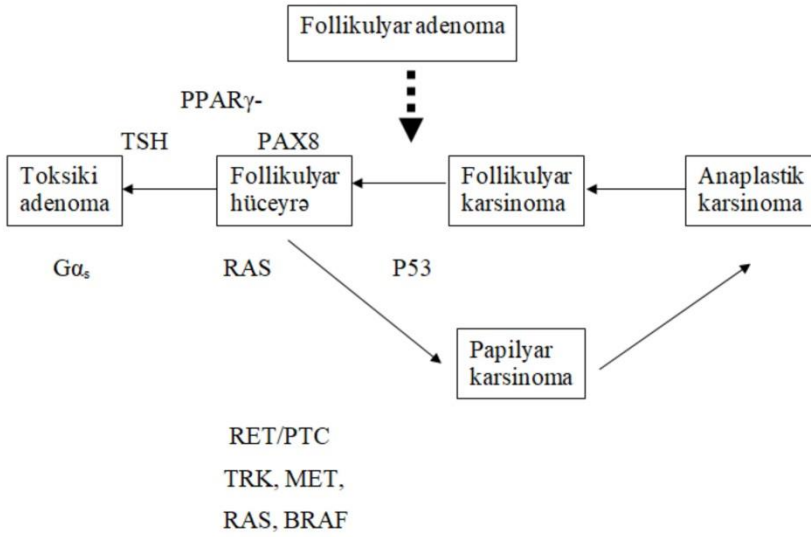 Follikulyar adenoma
PPARγ-
TSH
PAX8
Toksiki
adenoma
Follikulyar
hüceyrə
Follikulyar
karsinoma
Anaplastik
karsinoma
Gαs
RAS
P53
Papilyar
karsinoma
RET/PTC
TRK, MET,
RAS, BRAF